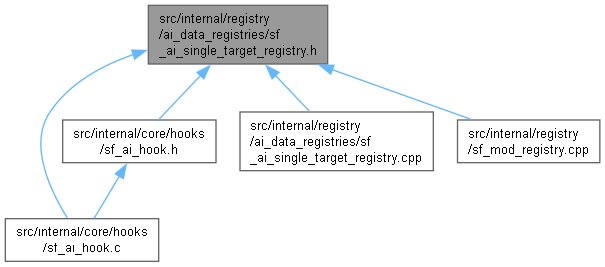 src/internal/registry
/ai_data_registries/sf
_ai_single_target_registry.h
src/internal/core/hooks
/sf_ai_hook.h
src/internal/registry
/ai_data_registries/sf
_ai_single_target_registry.cpp
src/internal/registry
/sf_mod_registry.cpp
src/internal/core/hooks
/sf_ai_hook.c